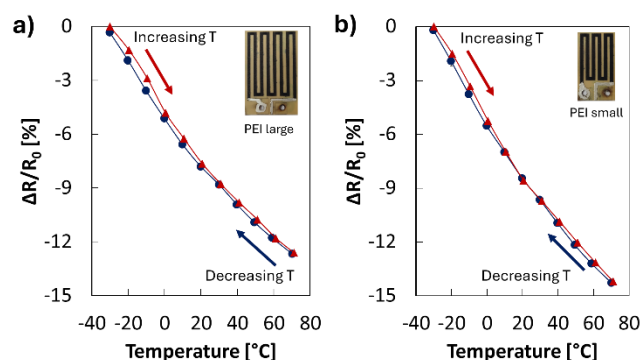 a)
ΔR/R₀ [%]
0
-3
-6
-9
-12
-15
Increasing T
PEI large
Decreasing T
-40 -20 0 20 40 60 80
Temperature [°C]
b)
ΔR/R₀ [%]
0
-3
-6
-9
-12
-15
Increasing T
PEI small
Decreasing T
-40 -20 0 20 40 60 80
Temperature [°C]